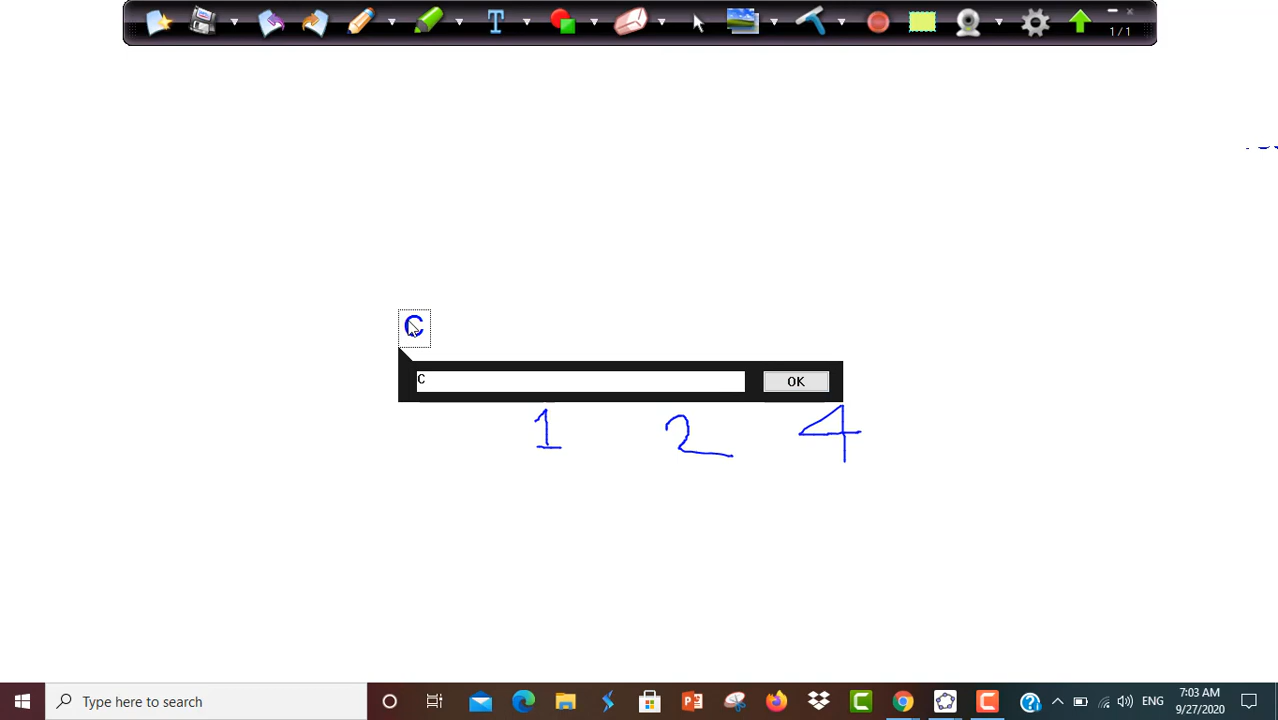 1/1
C
C OK
1 2 4
Type here to search
ENG
7:03 AM
9/27/2020